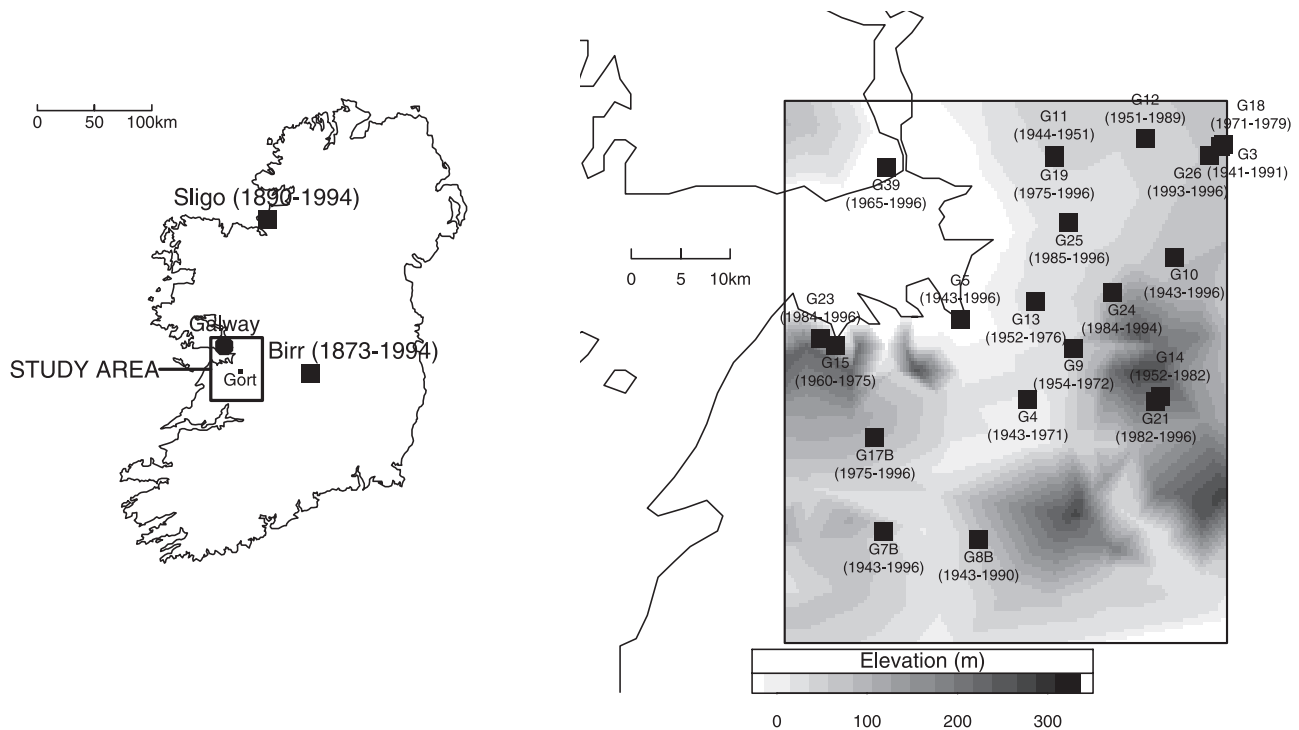 0 50 100km
Sligo (1890-1994)
Galway
Birr (1873-1994)
STUDY AREA
Gort
G12
(1951-1989)
G18
(1971-1979)
G11
(1944-1951)
G3
(1941-1991)
G26
(1993-1996)
G19
(1975-1996)
G39
(1965-1996)
G25
(1985-1996)
0 5 10km
G10
(1943-1996)
G5
(1943-1996)
G23
(1984-1996)
G13
(1952-1976)
G24
(1984-1994)
G15
(1960-1975)
G9
(1954-1972)
G14
(1952-1982)
G4
(1943-1971)
G21
(1982-1996)
G17B
(1975-1996)
G7B
(1943-1996)
G8B
(1943-1990)
Elevation (m)
0 100 200 300